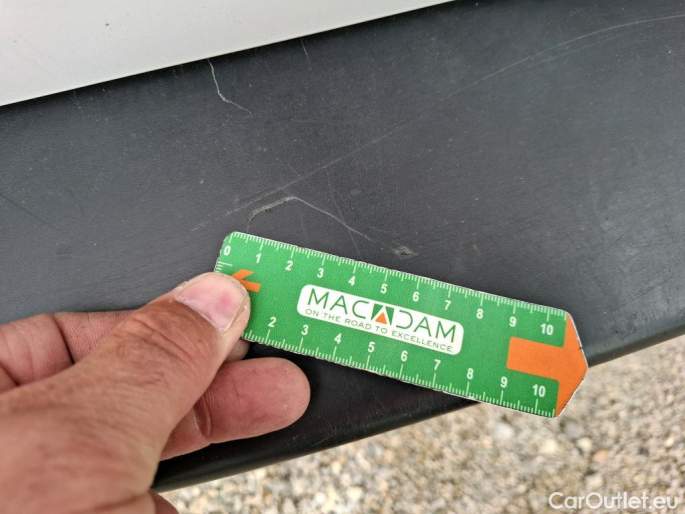 0 1 2 3 4 5 6 7 8 9 10
MACADAM
ON THE ROAD TO EXCELLENCE
2 3 4 5 6 7 8 9 10
CarOutlet.eu